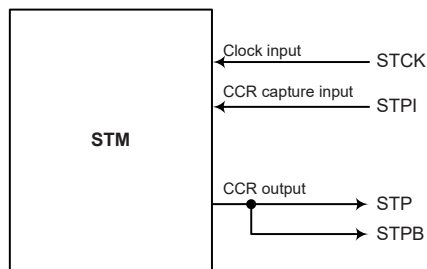 Clock input
STCK
CCR capture input
STPI
STM
CCR output
STP
STPB